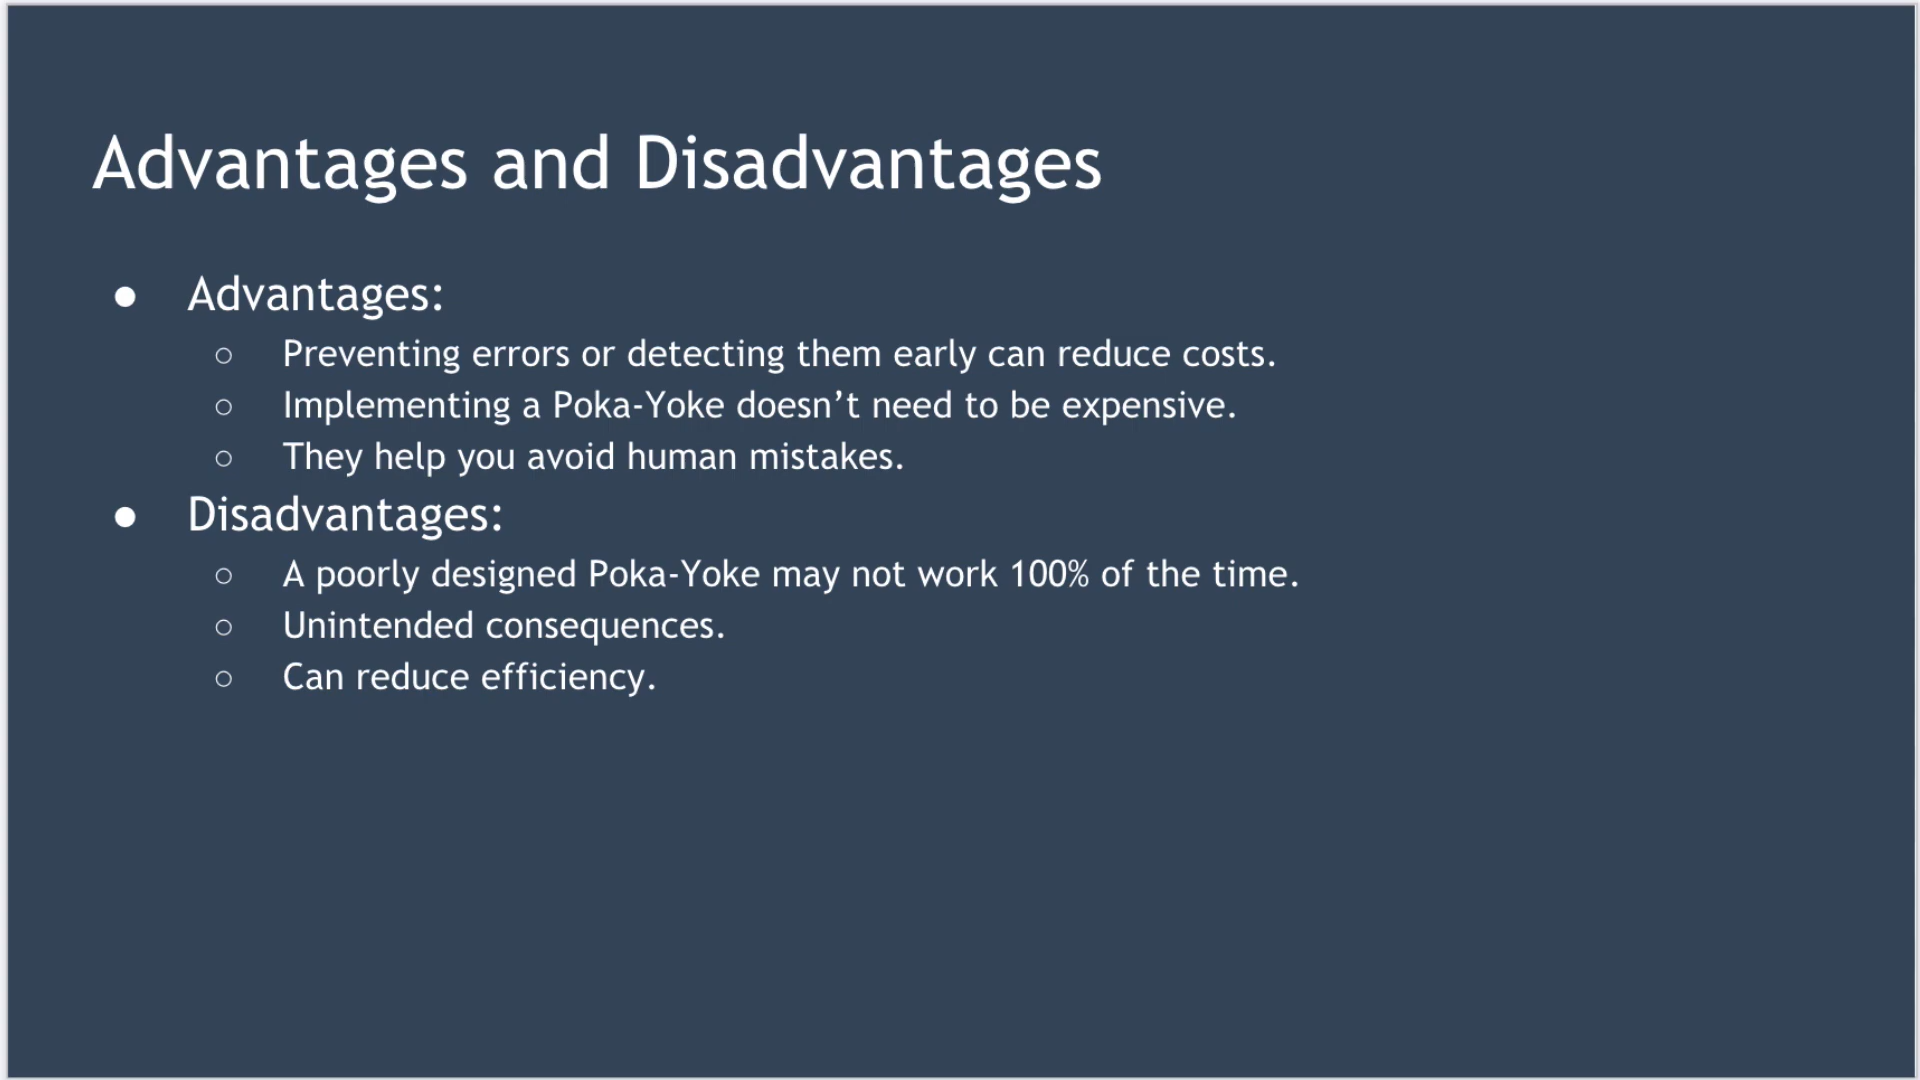 Advantages and Disadvantages
● Advantages:
○ Preventing errors or detecting them early can reduce costs.
○ Implementing a Poka-Yoke doesn’t need to be expensive.
○ They help you avoid human mistakes.
● Disadvantages:
○ A poorly designed Poka-Yoke may not work 100% of the time.
○ Unintended consequences.
○ Can reduce efficiency.